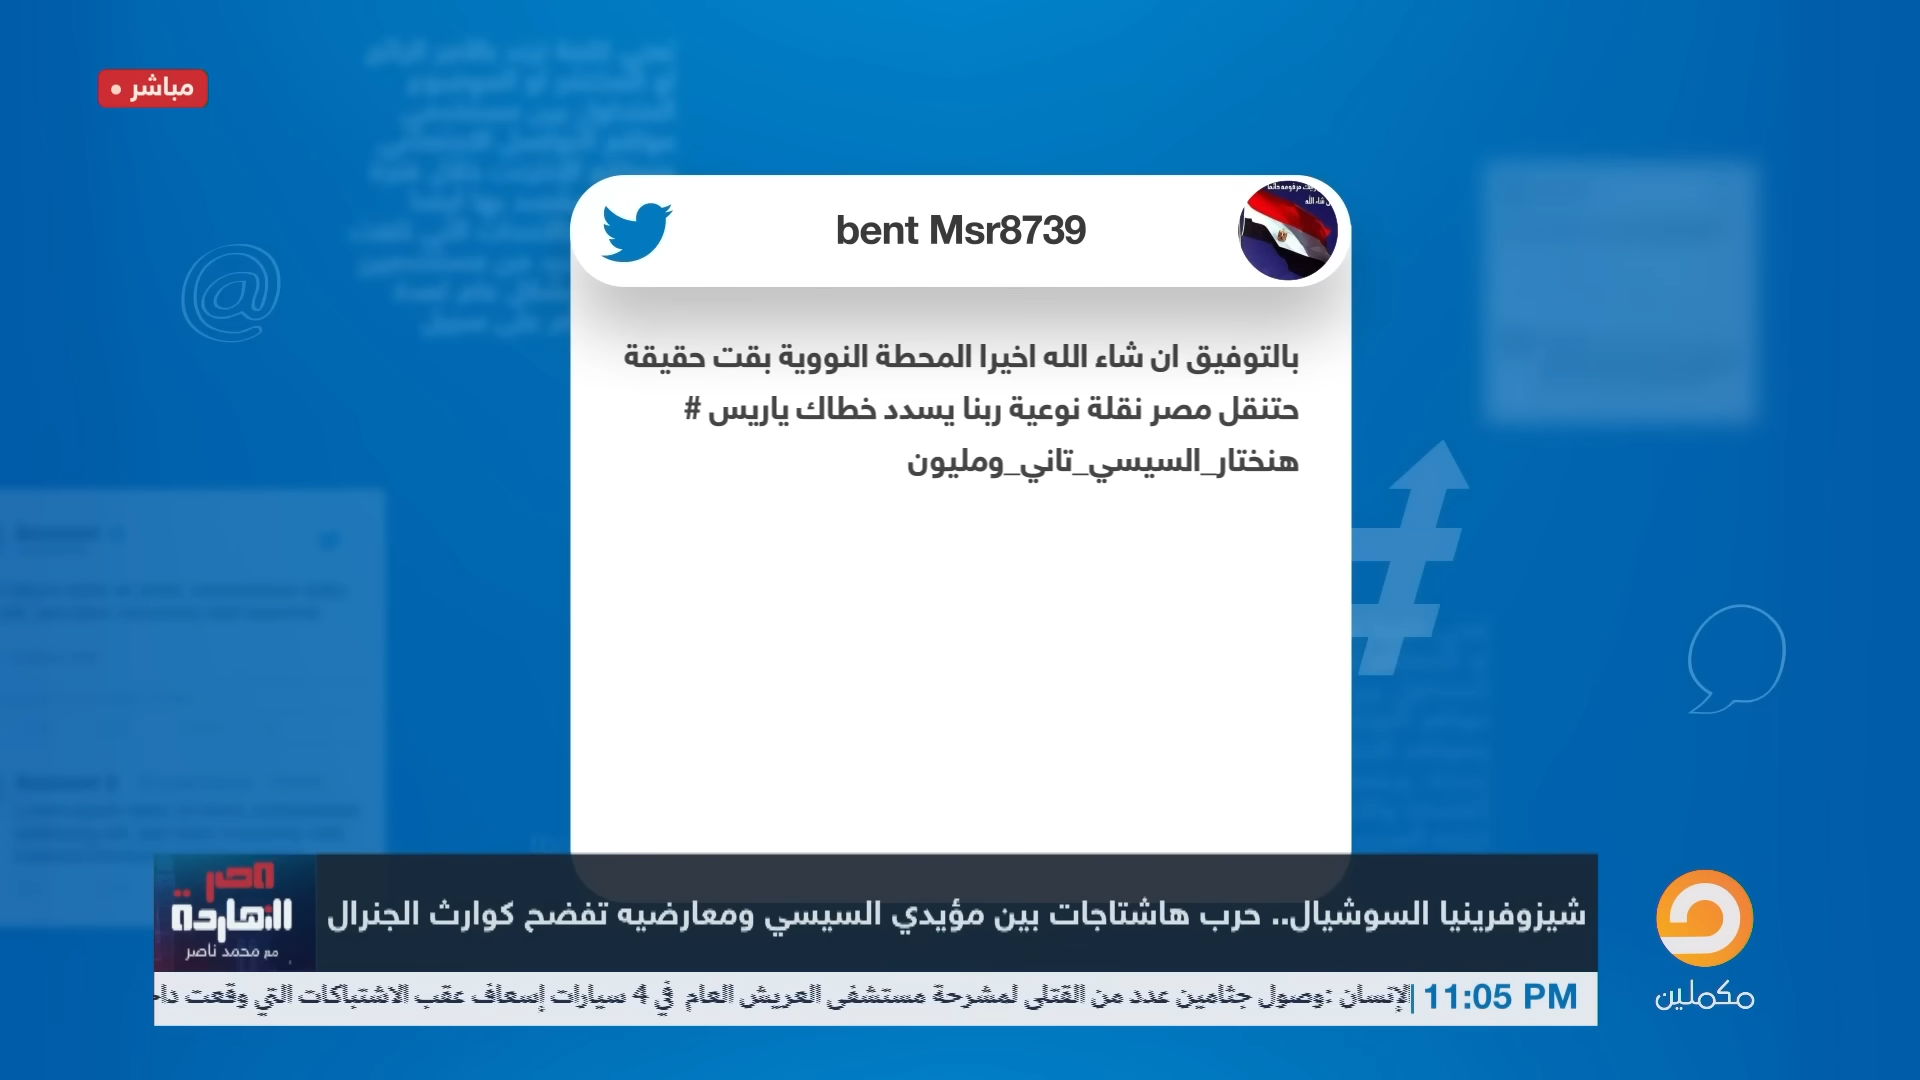 مباشر
bent Msr8739
بالتوفيق ان شاء الله اخيرا المحطة النووية بقت حقيقة
حتنقل مصر نقلة نوعية ربنا يسدد خطاك ياريس #
هنختار_السيسي_تاني_ومليون
شيزوفرينيا السوشيال.. حرب هاشتاجات بين مؤيدي السيسي ومعارضيه تفضح كوارث الجنرال
مصر
النهاردة
مع محمد ناصر
11:05 PM
لإنسان :وصول جثامين عدد من القتلى لمشرحة مستشفى العريش العام في 4 سيارات إسعاف عقب الاشتباكات التي وقعت
مكملين